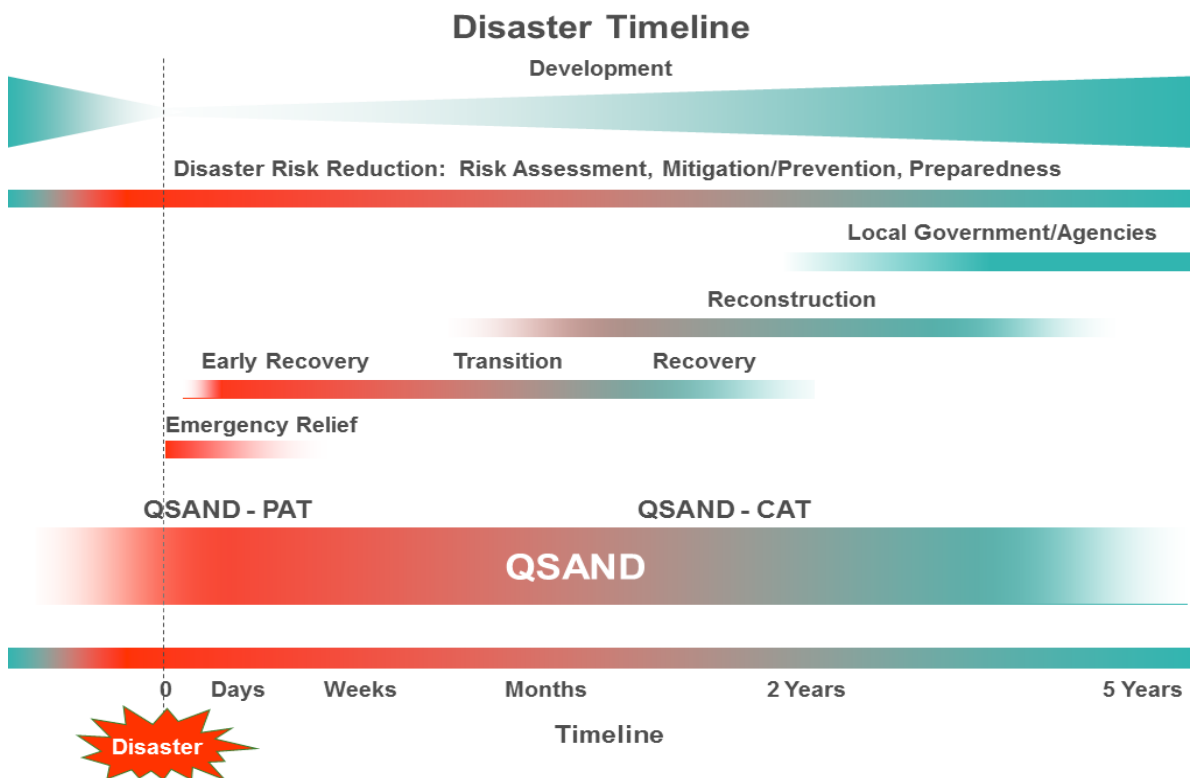 Disaster Timeline
Development
Disaster Risk Reduction: Risk Assessment, Mitigation/Prevention, Preparedness
Local Government/Agencies
Reconstruction
Early Recovery Transition Recovery
Emergency Relief
QSAND - PAT QSAND - CAT
QSAND
0 Days Weeks Months 2 Years 5 Years
Timeline
Disaster